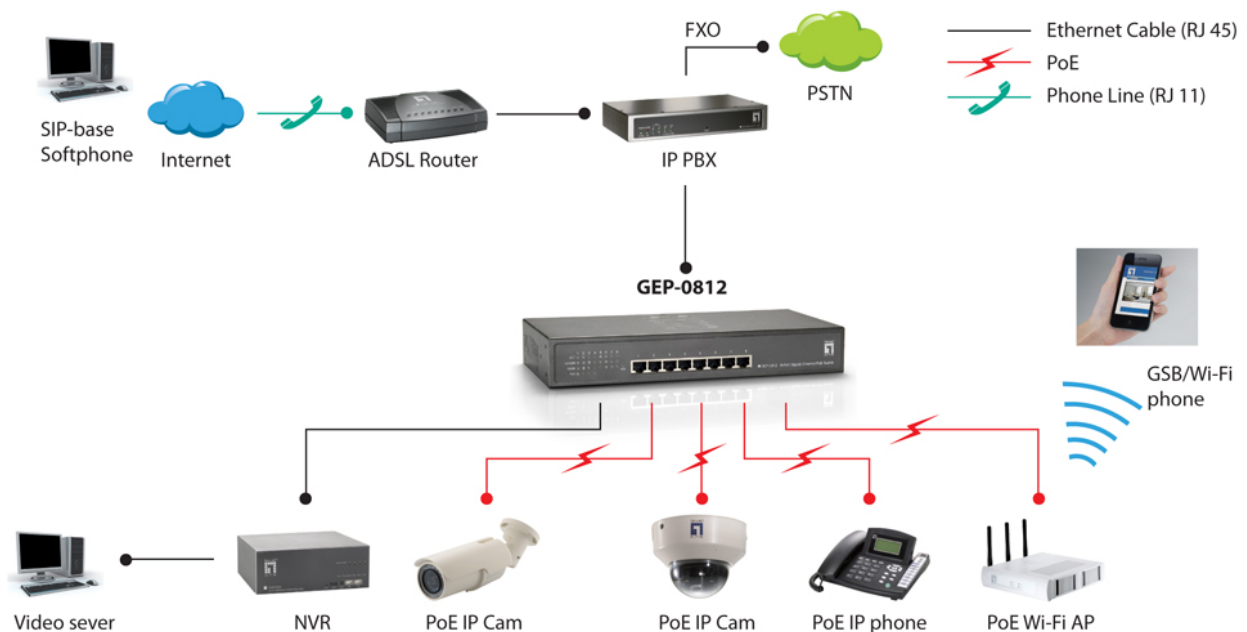 FXO
Ethernet Cable (RJ 45)
PoE
Phone Line (RJ 11)
PSTN
SIP-base
Softphone
Internet
ADSL Router
IP PBX
GEP-0812
GSB/Wi-Fi
phone
Video sever
NVR
PoE IP Cam
PoE IP Cam
PoE IP phone
PoE Wi-Fi AP